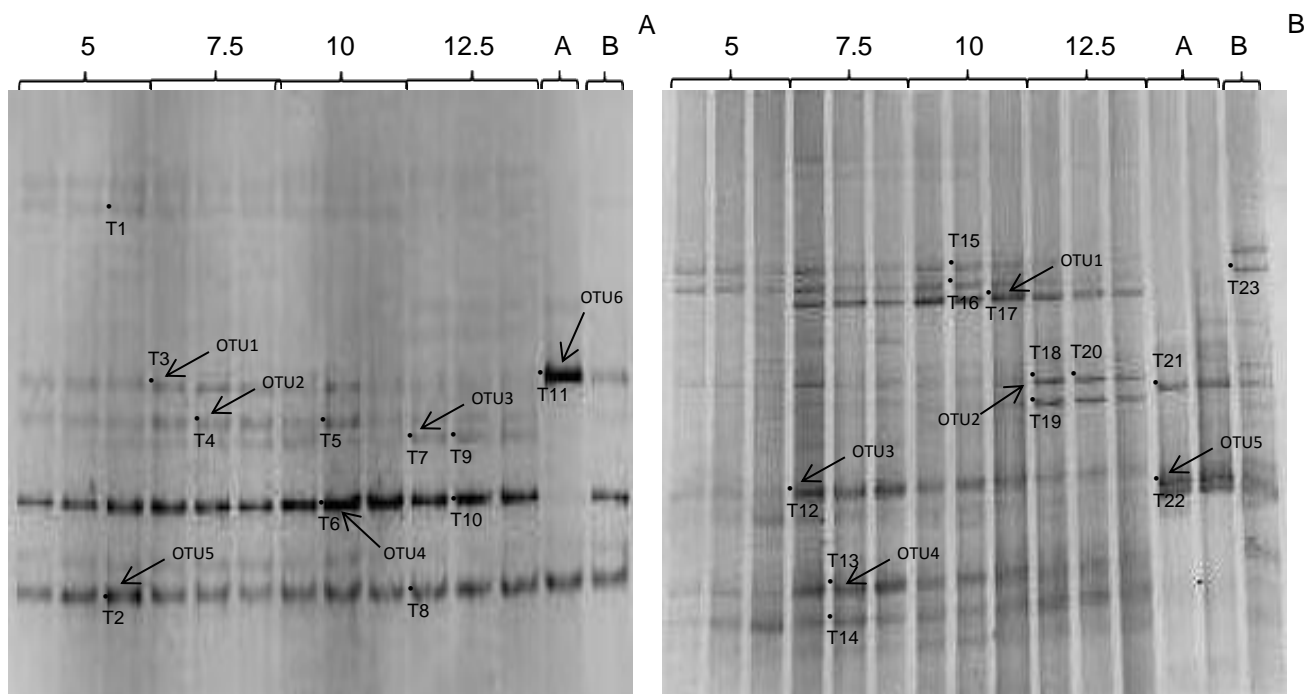 A
B
5 7.5 10 12.5 A B
5 7.5 10 12.5 A B
T1
OTU6
T3
OTU1
OTU2
OTU3
T11
T4
T5
T7 T9
T6
T10
OTU4
OTU5
T2
T8
T15
OTU1
T16
T17
T23
T18 T20
T21
OTU2
T19
OTU3
OTU5
T12
T22
T13
OTU4
T14